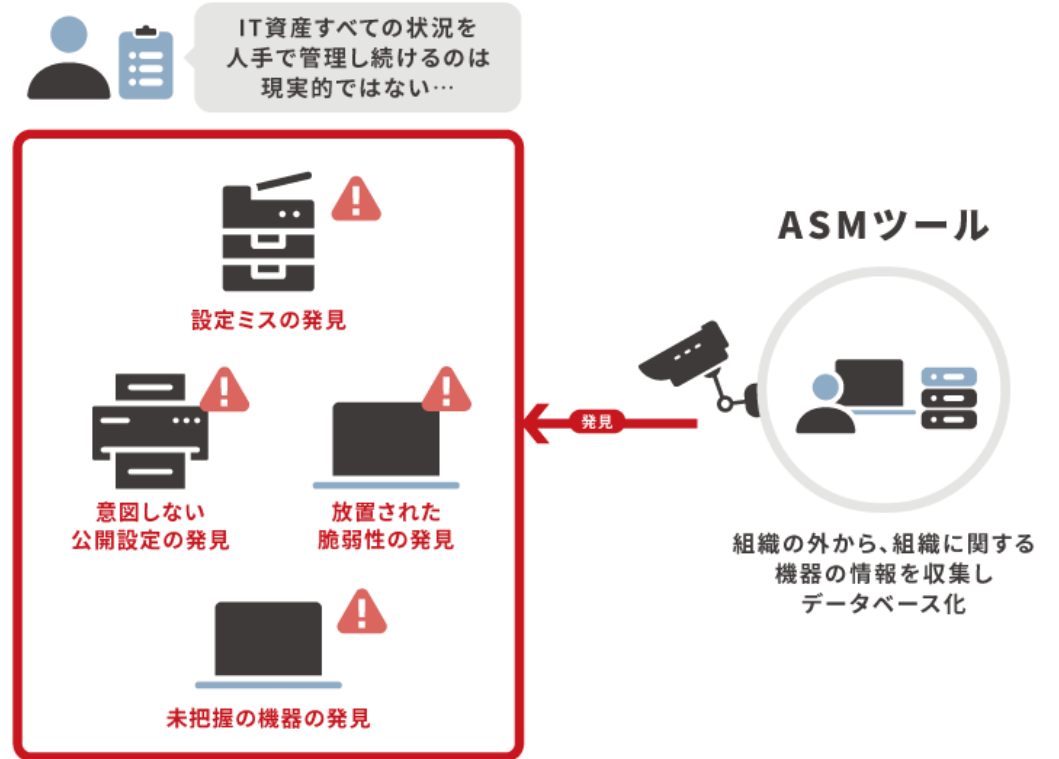 IT資産すべての状況を
人手で管理し続けるのは
現実的ではない…
設定ミスの発見
意図しない
公開設定の発見
放置された
脆弱性の発見
未把握の機器の発見
発見
ASMツール
組織の外から、組織に関する
機器の情報を収集し
データベース化